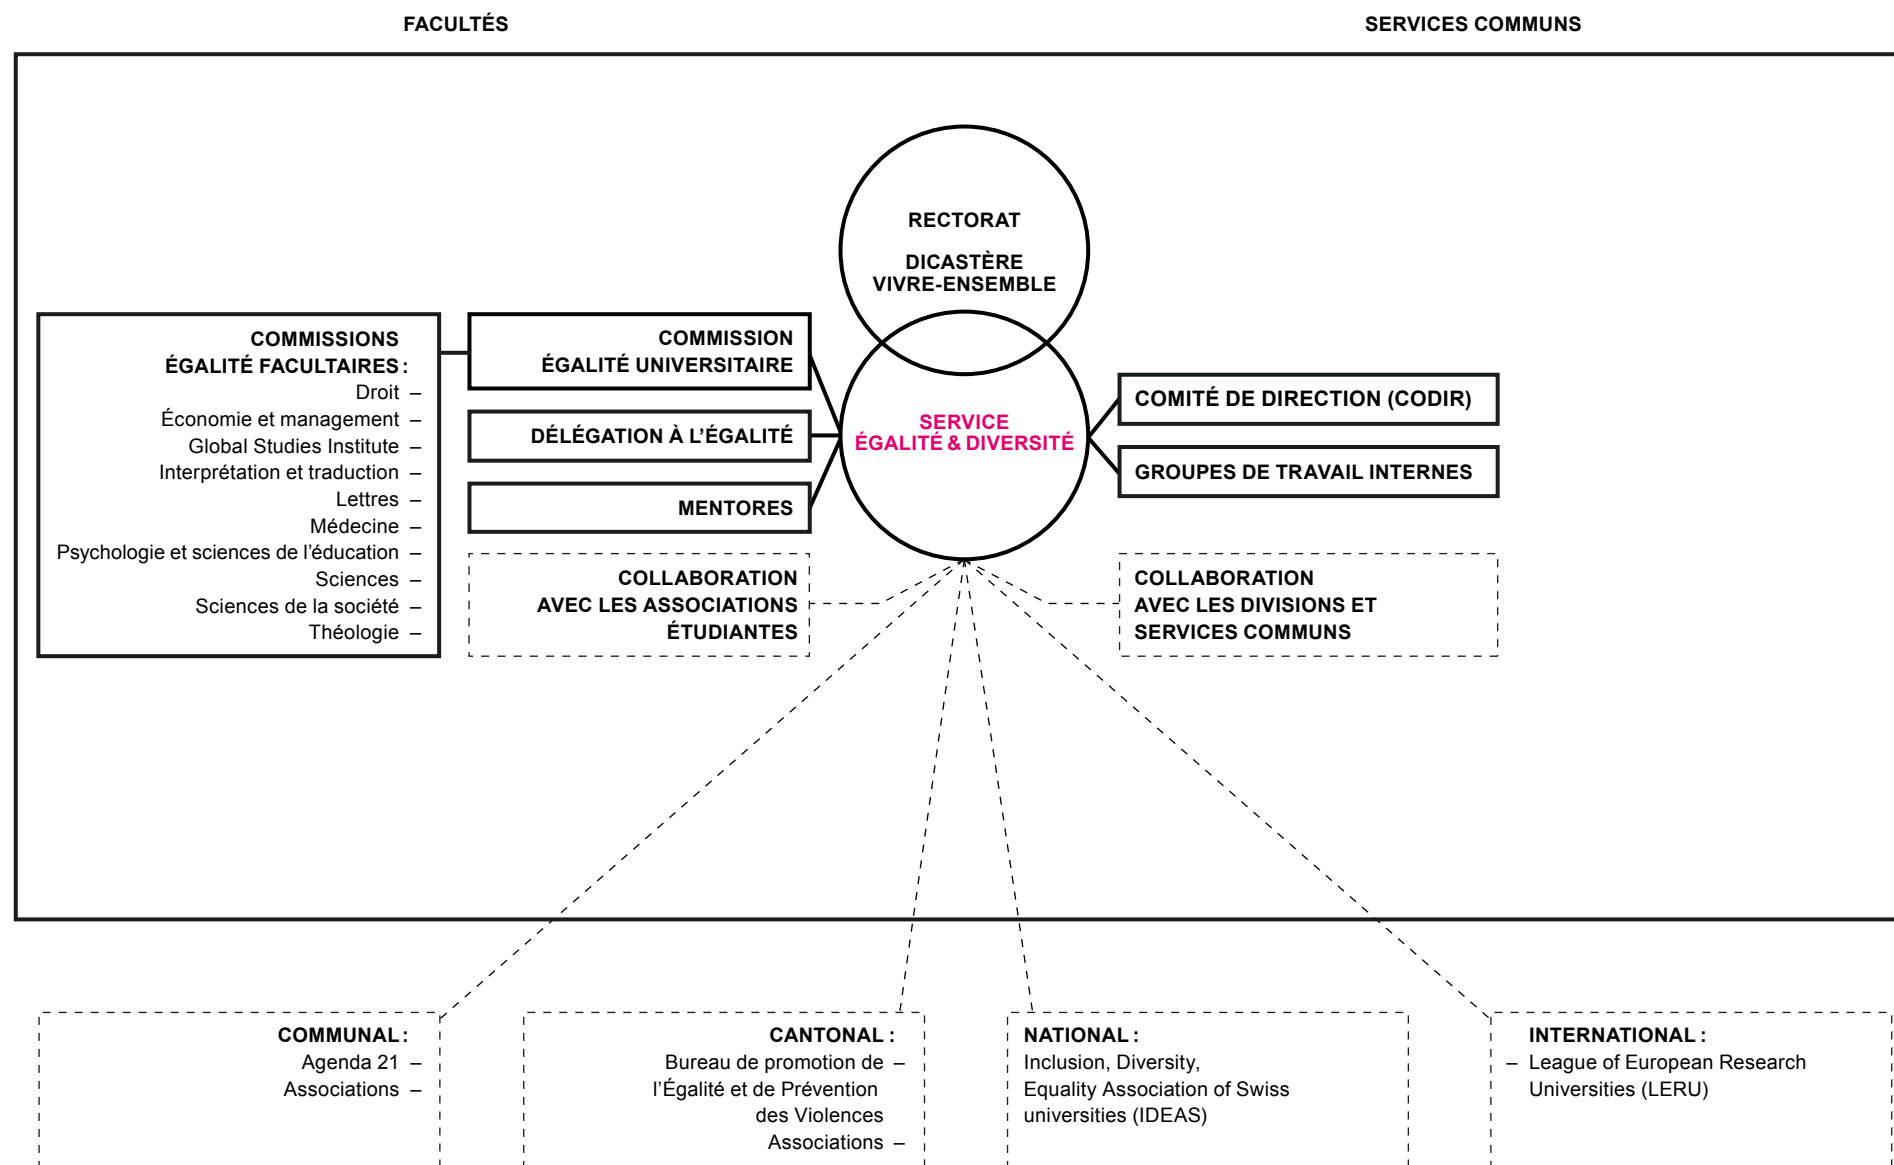 FACULTÉS
SERVICES COMMUNS
RECTORAT
DICASTÈRE
VIVRE-ENSEMBLE
COMMISSIONS
ÉGALITÉ FACULTAIRES :
Droit –
Économie et management –
Global Studies Institute –
Interprétation et traduction –
Lettres –
Médecine –
Psychologie et sciences de l’éducation –
Sciences –
Sciences de la société –
Théologie –
COMMISSION
ÉGALITÉ UNIVERSITAIRE
DÉLÉGATION À L’ÉGALITÉ
MENTORES
SERVICE
ÉGALITÉ & DIVERSITÉ
COMITÉ DE DIRECTION (CODIR)
GROUPES DE TRAVAIL INTERNES
COLLABORATION
AVEC LES ASSOCIATIONS
ÉTUDIANTES
COLLABORATION
AVEC LES DIVISIONS ET
SERVICES COMMUNS
COMMUNAL :
Agenda 21 –
Associations –
CANTONAL :
Bureau de promotion de –
l’Égalité et de Prévention
des Violences
Associations –
NATIONAL :
Inclusion, Diversity,
Equality Association of Swiss
universities (IDEAS)
INTERNATIONAL :
– League of European Research
Universities (LERU)